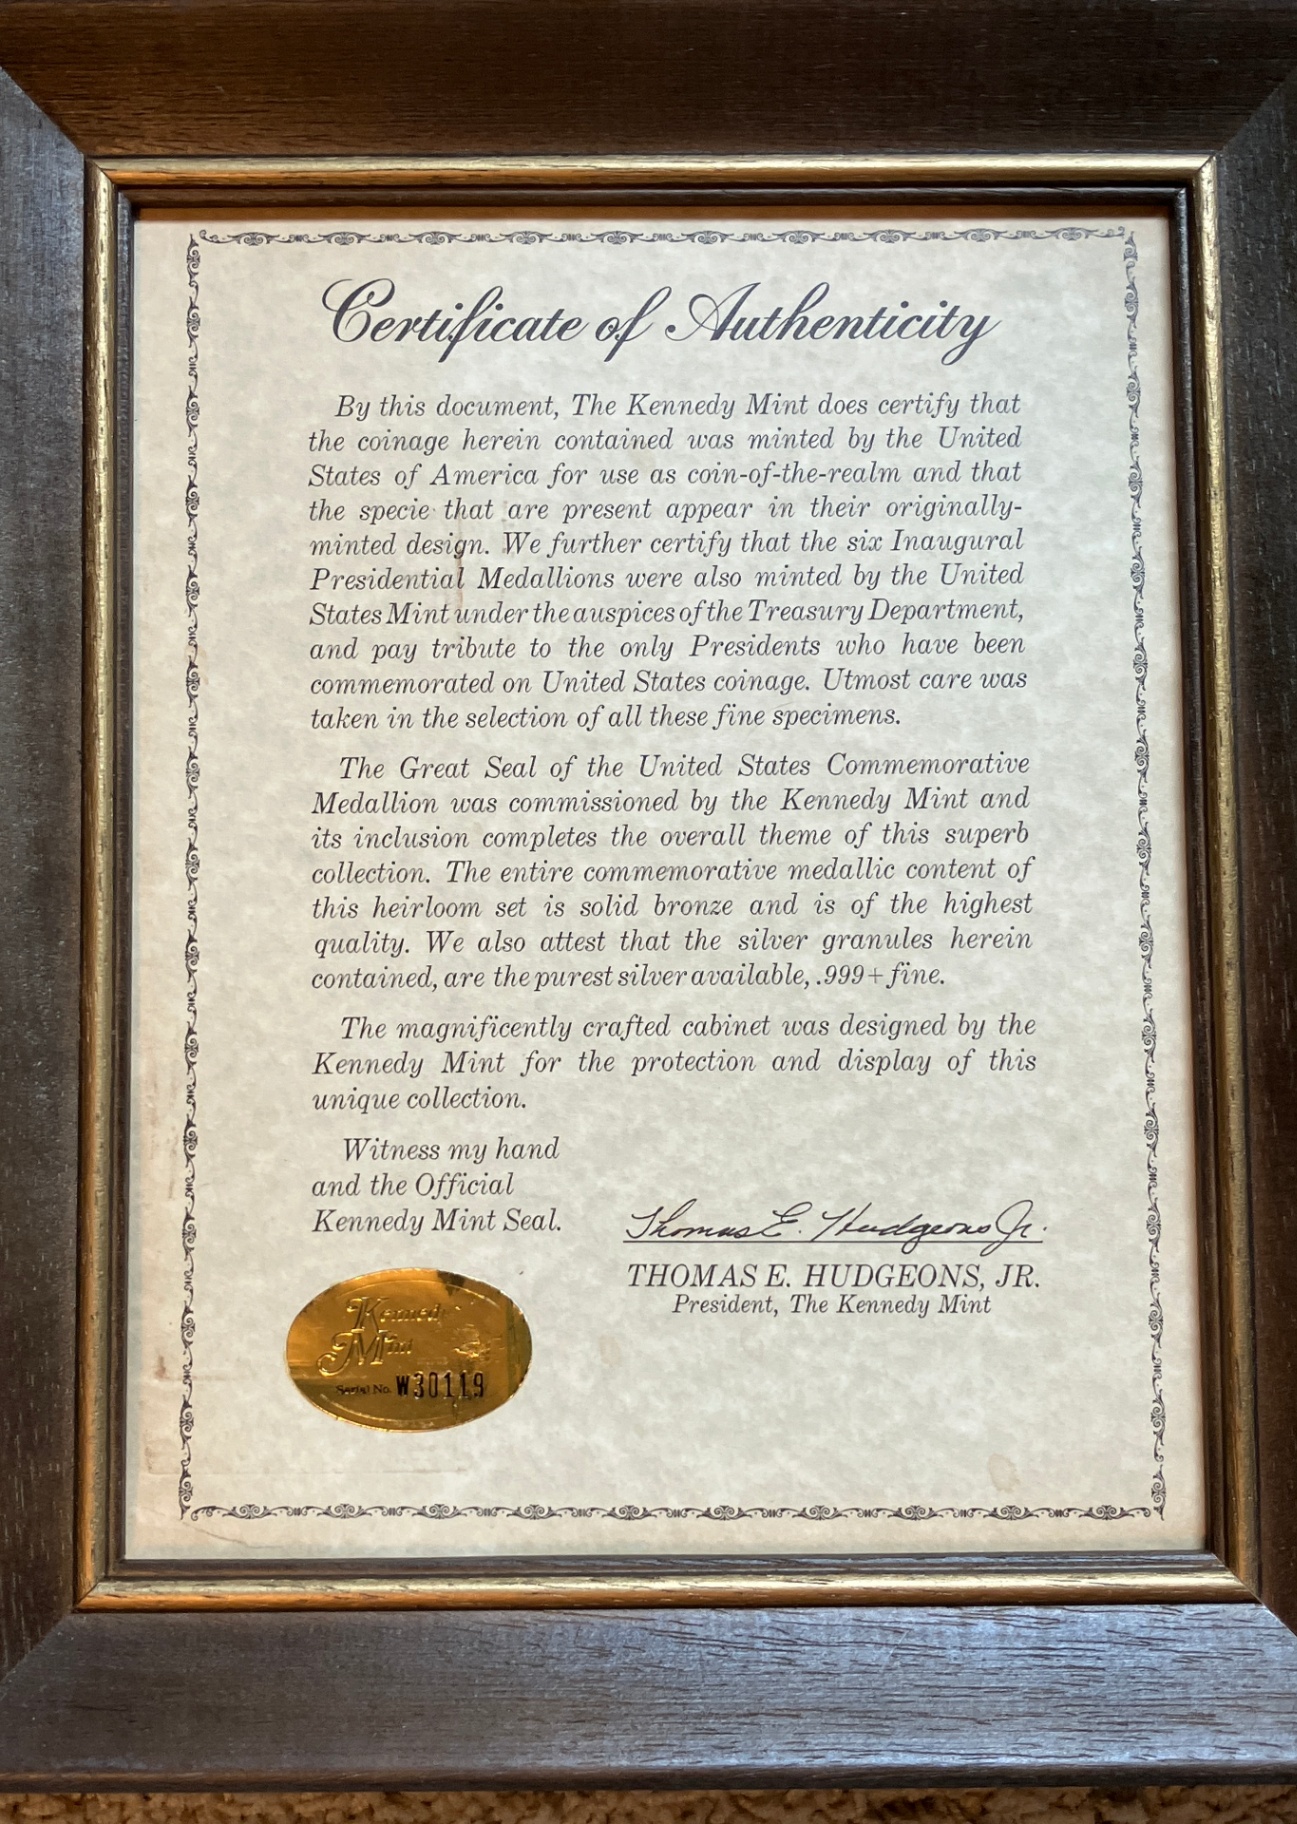 Certificate of Authenticity
By this document, The Kennedy Mint does certify that
the coinage herein contained was minted by the United
States of America for use as coin-of-the-realm and that
the specie that are present appear in their originally-
minted design. We further certify that the six Inaugural
Presidential Medallions were also minted by the United
States Mint under the auspices of the Treasury Department,
and pay tribute to the only Presidents who have been
commemorated on United States coinage. Utmost care was
taken in the selection of all these fine specimens.
The Great Seal of the United States Commemorative
Medallion was commissioned by the Kennedy Mint and
its inclusion completes the overall theme of this superb
collection. The entire commemorative medallic content of
this heirloom set is solid bronze and is of the highest
quality. We also attest that the silver granules herein
contained, are the purest silver available, .999+ fine.
The magnificently crafted cabinet was designed by the
Kennedy Mint for the protection and display of this
unique collection.
Witness my hand
and the Official
Kennedy Mint Seal.
Thomas E. Hudgeons Jr.
THOMAS E. HUDGEONS, JR.
President, The Kennedy Mint
Kennedy
Mint
Serial No. W30119